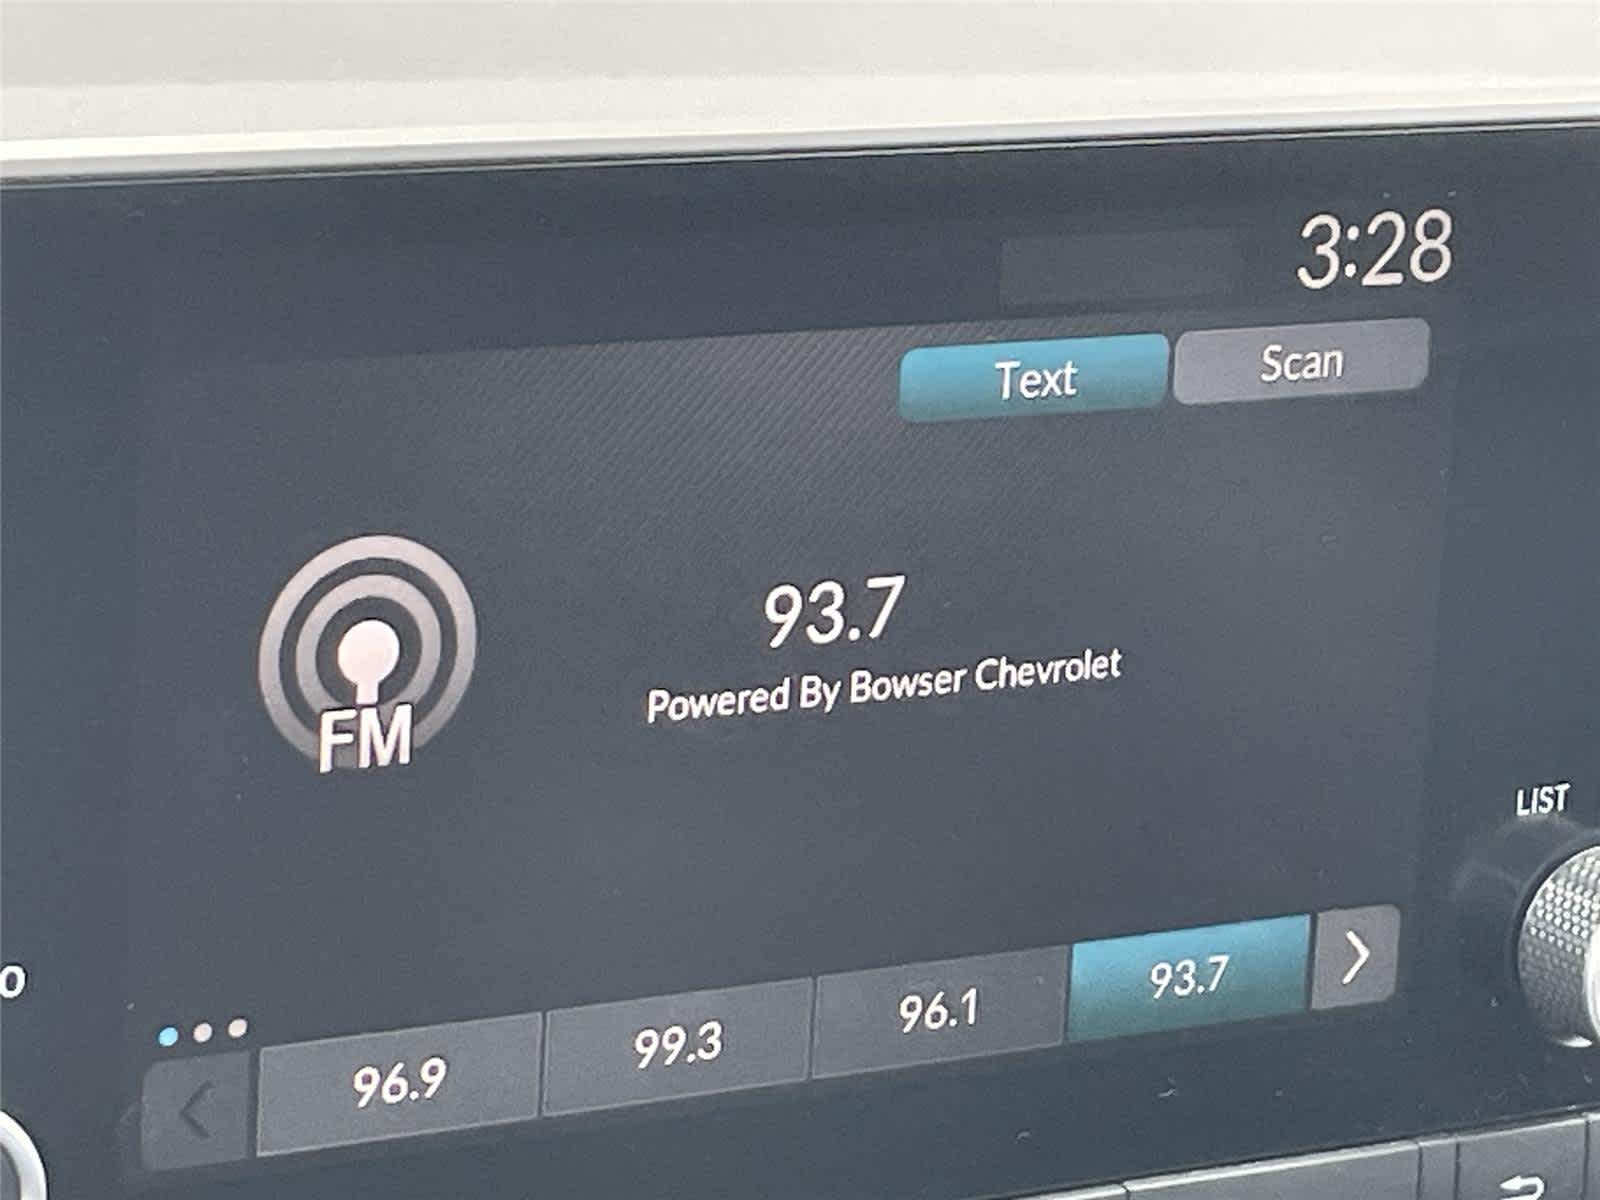 3:28
Text Scan
93.7
Powered By Bowser Chevrolet
FM
LIST
96.9 99.3 96.1 93.7